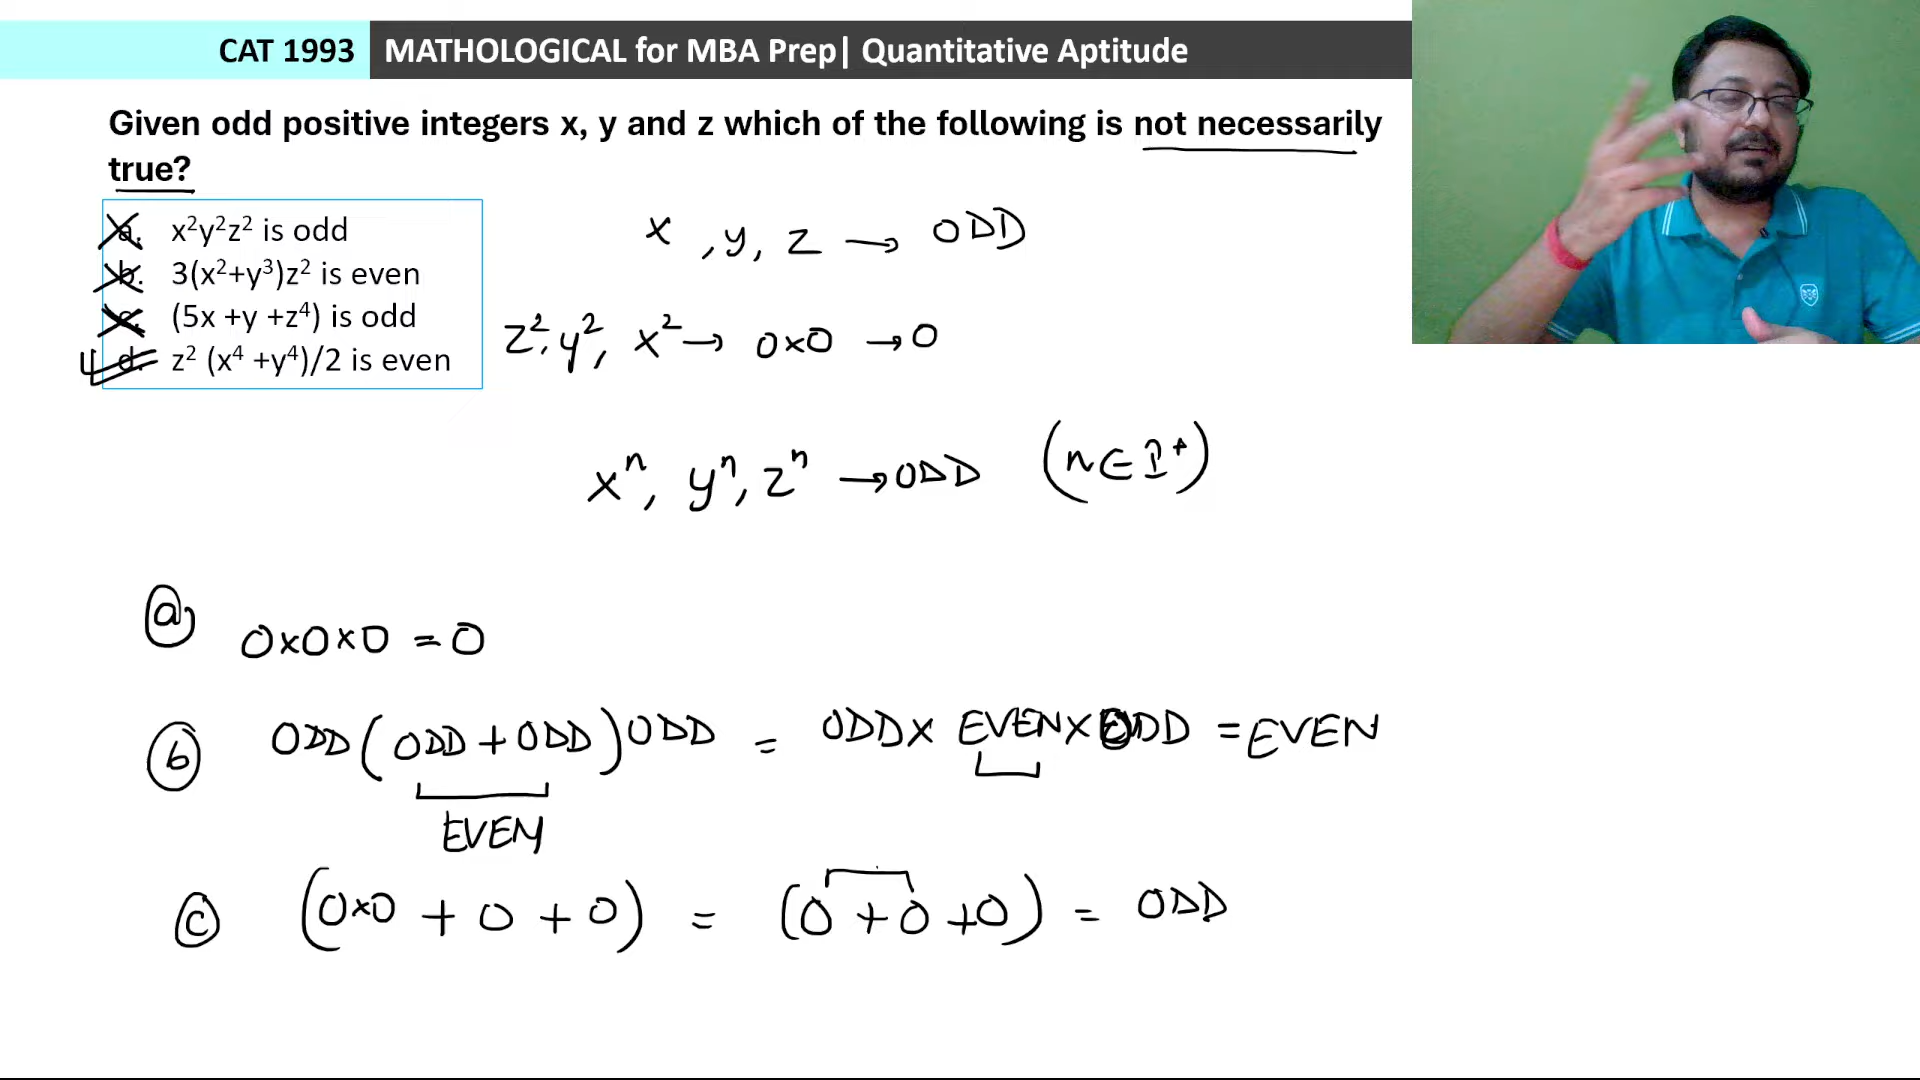 CAT 1993 MATHOLOGICAL for MBA Prep| Quantitative Aptitude
Given odd positive integers x, y and z which of the following is not necessarily
true?
a. x²y²z² is odd
b. 3(x²+y³)z² is even
c. (5x +y +z⁴) is odd
d. z² (x⁴ +y⁴)/2 is even
x , y, z → ODD
z², y², x² → O×O → O
xⁿ, yⁿ, zⁿ → ODD (n ∈ I⁺)
a) O×O×O = O
b ODD (ODD + ODD) ODD = ODD × EVEN × ODD = EVEN
EVEN
c (O×O + O + O) = (O + O + O) = ODD